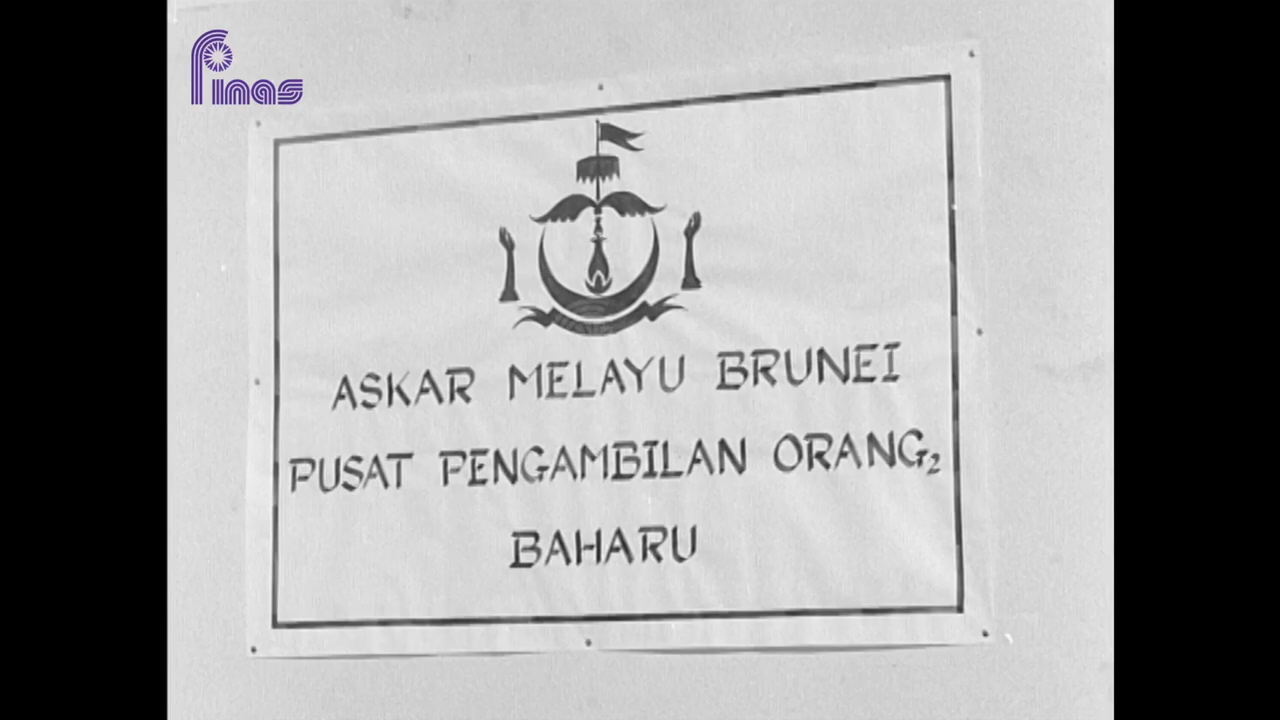 Finas
ASKAR MELAYU BRUNEI
PUSAT PENGAMBILAN ORANG2
BAHARU